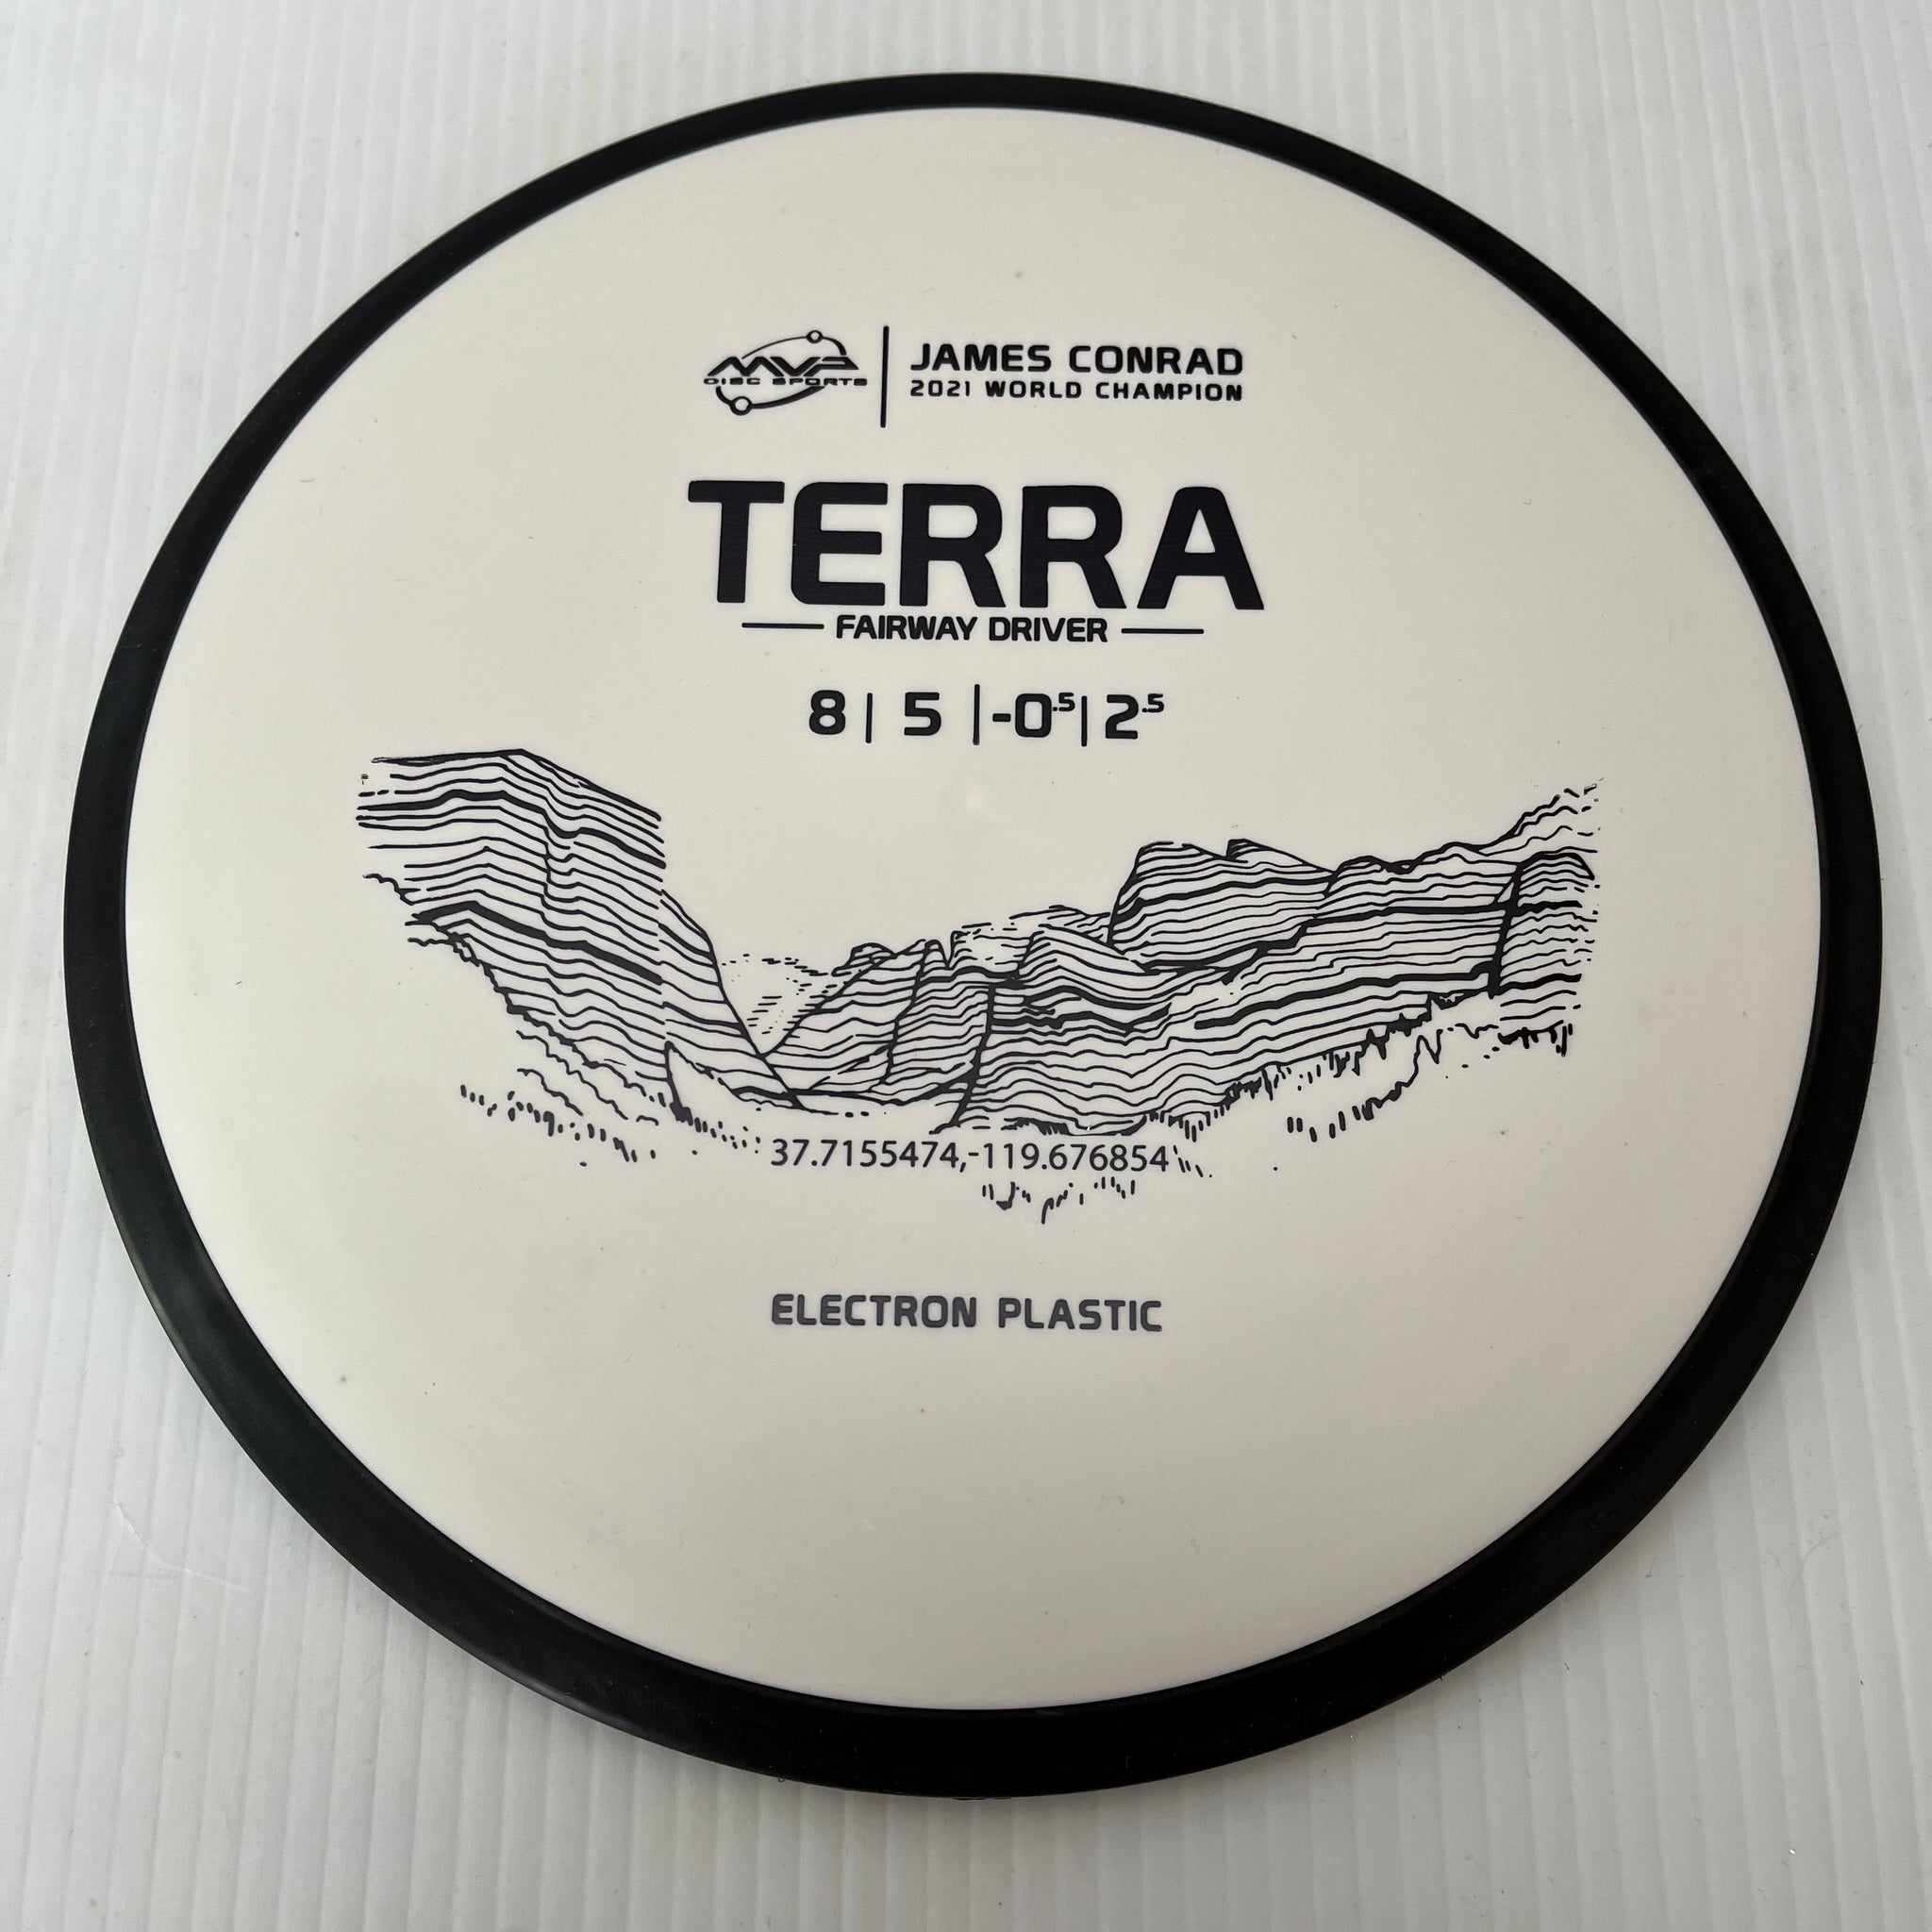 MVP
DISC SPORTS
JAMES CONRAD
2021 WORLD CHAMPION
TERRA
FAIRWAY DRIVER
8 | 5 | -0.5 | 2.5
37.7155474,-119.676854
ELECTRON PLASTIC